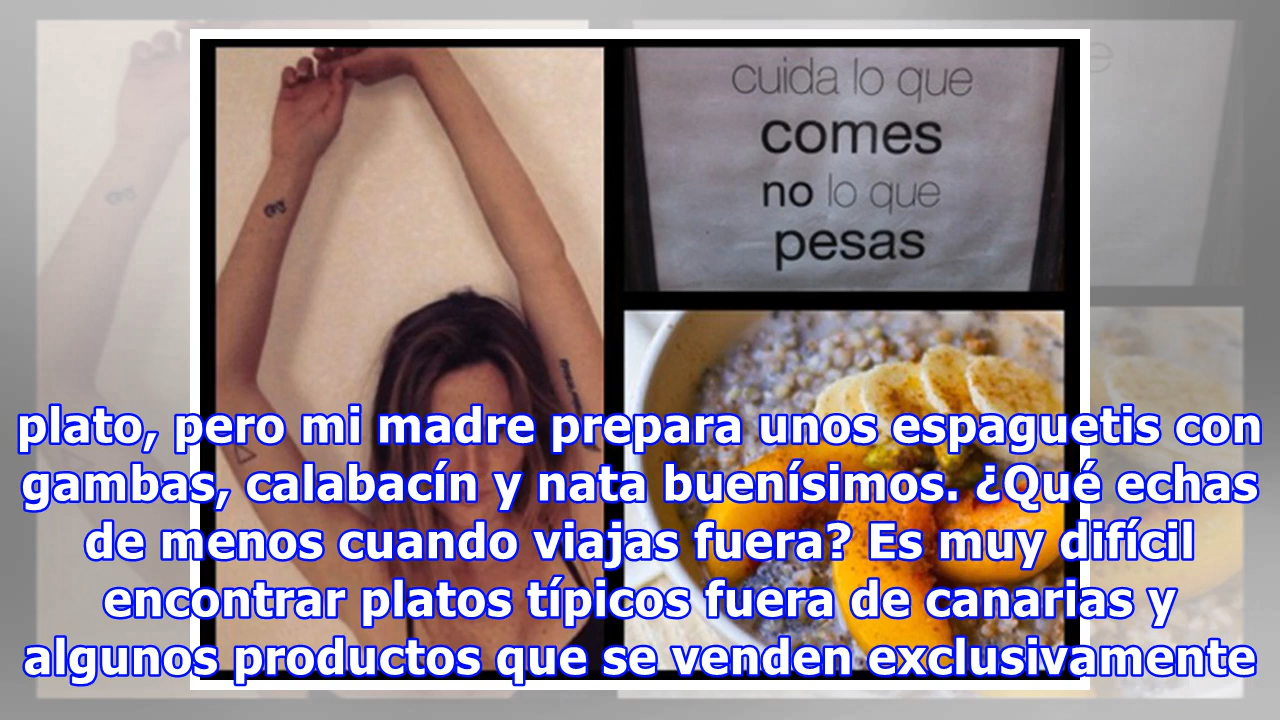 cuida lo que
comes
no lo que
pesas
plato, pero mi madre prepara unos espaguetis con
gambas, calabacín y nata buenísimos. ¿Qué echas
de menos cuando viajas fuera? Es muy difícil
encontrar platos típicos fuera de canarias y
algunos productos que se venden exclusivamente